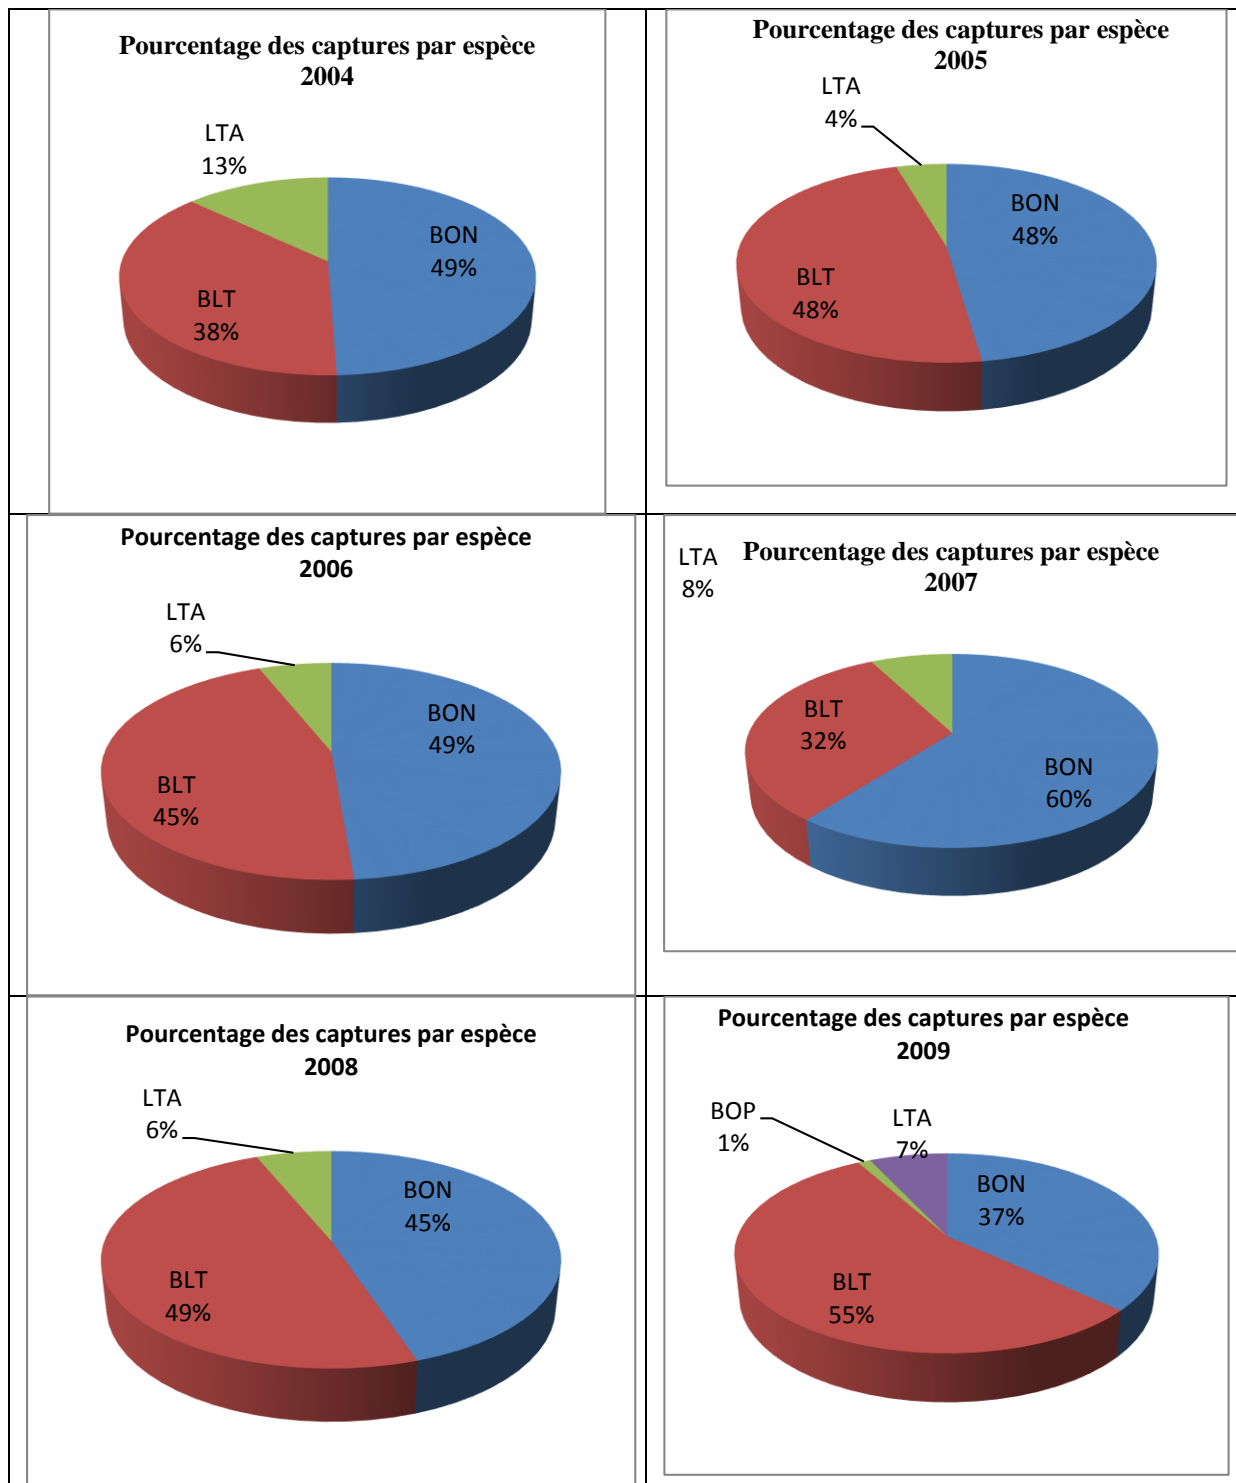 Pourcentage des captures par espèce
2004
LTA
13%
BON
49%
BLT
38%
Pourcentage des captures par espèce
2005
LTA
4%
BON
48%
BLT
48%
Pourcentage des captures par espèce
2006
LTA
6%
BON
49%
BLT
45%
Pourcentage des captures par espèce
2007
LTA
8%
BLT
32%
BON
60%
Pourcentage des captures par espèce
2008
LTA
6%
BON
45%
BLT
49%
Pourcentage des captures par espèce
2009
BOP
1%
LTA
7%
BON
37%
BLT
55%